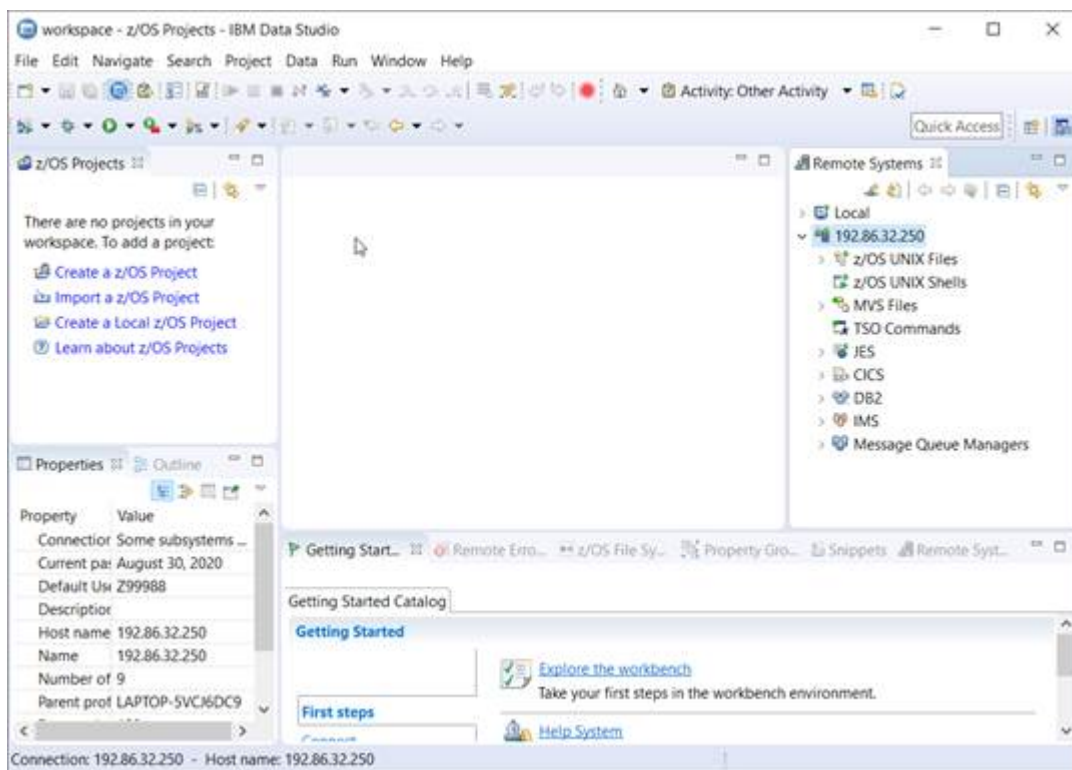 workspace - z/OS Projects - IBM Data Studio
File Edit Navigate Search Project Data Run Window Help
Activity: Other Activity
Quick Access
z/OS Projects
There are no projects in your
workspace. To add a project:
Create a z/OS Project
Import a z/OS Project
Create a Local z/OS Project
Learn about z/OS Projects
Remote Systems
Local
192.86.32.250
z/OS UNIX Files
z/OS UNIX Shells
MVS Files
TSO Commands
JES
CICS
DB2
IMS
Message Queue Managers
Properties Outline
Property Value
Connection Some subsystems ...
Current pa: August 30, 2020
Default Us Z99988
Description
Host name 192.86.32.250
Name 192.86.32.250
Number of 9
Parent prof LAPTOP-5VCJ6DC9
Getting Start... Remote Erro... z/OS File Sy... Property Gro... Snippets Remote Syst...
Getting Started Catalog
Getting Started
Explore the workbench
Take your first steps in the workbench environment.
First steps
Help System
Connection: 192.86.32.250 - Host name: 192.86.32.250